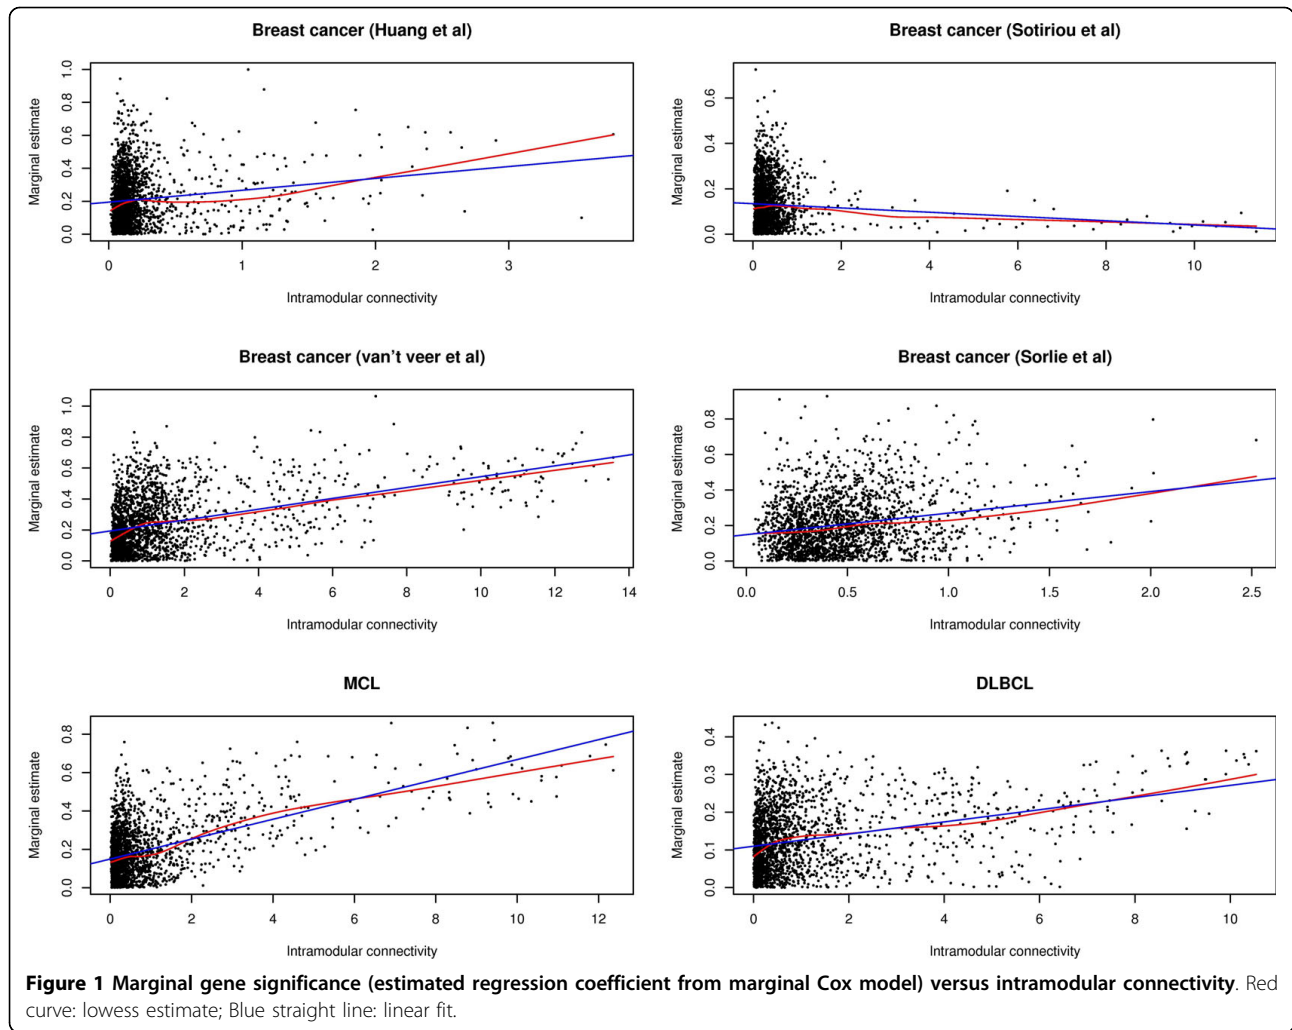 Breast cancer (Huang et al)
Marginal estimate
0.0 0.2 0.4 0.6 0.8 1.0
0 1 2 3
Intramodular connectivity
Breast cancer (Sotiriou et al)
Marginal estimate
0.0 0.2 0.4 0.6
0 2 4 6 8 10
Intramodular connectivity
Breast cancer (van't veer et al)
Marginal estimate
0.0 0.2 0.4 0.6 0.8 1.0
0 2 4 6 8 10 12 14
Intramodular connectivity
Breast cancer (Sorlie et al)
Marginal estimate
0.0 0.2 0.4 0.6 0.8
0.0 0.5 1.0 1.5 2.0 2.5
Intramodular connectivity
MCL
Marginal estimate
0.0 0.2 0.4 0.6 0.8
0 2 4 6 8 10 12
Intramodular connectivity
DLBCL
Marginal estimate
0.0 0.1 0.2 0.3 0.4
0 2 4 6 8 10
Intramodular connectivity
Figure 1 Marginal gene significance (estimated regression coefficient from marginal Cox model) versus intramodular connectivity. Red
curve: lowess estimate; Blue straight line: linear fit.